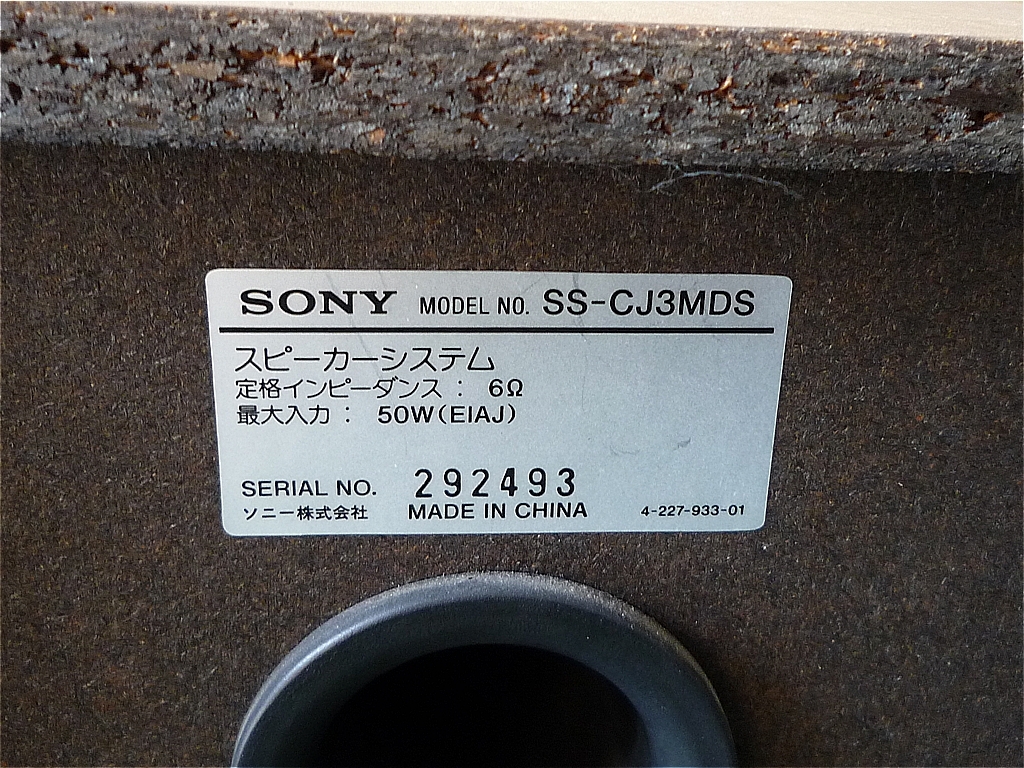 SONY MODEL NO. SS-CJ3MDS
スピーカーシステム
定格インピーダンス : 6Ω
最大入力 : 50W(EIAJ)
SERIAL NO. 292493
ソニー株式会社 MADE IN CHINA 4-227-933-01